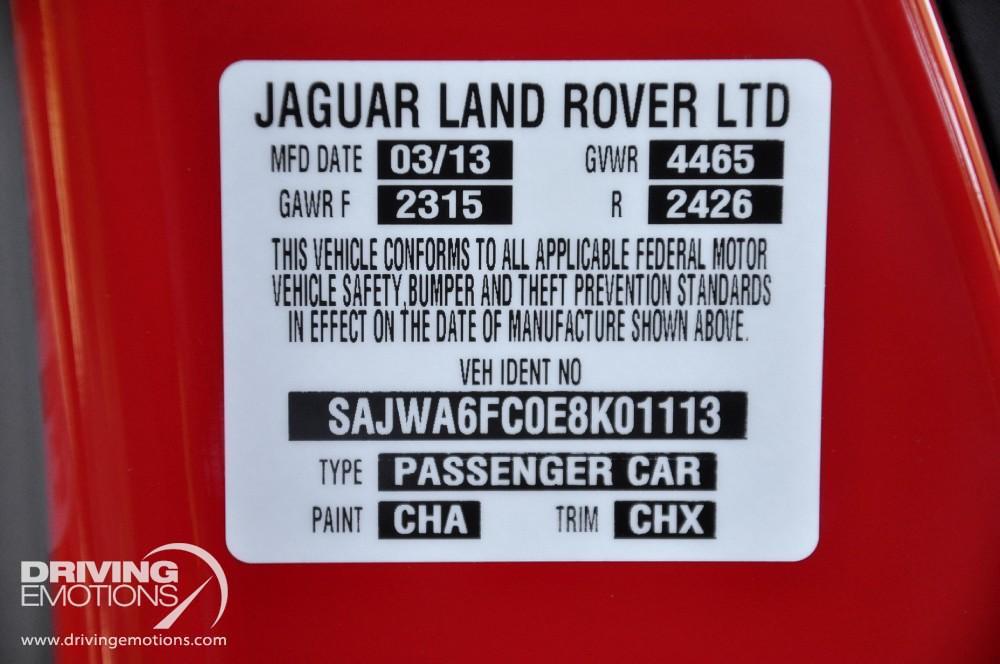 JAGUAR LAND ROVER LTD
MFD DATE 03/13 GVWR 4465
GAWR F 2315 R 2426
THIS VEHICLE CONFORMS TO ALL APPLICABLE FEDERAL MOTOR
VEHICLE SAFETY,BUMPER AND THEFT PREVENTION STANDARDS
IN EFFECT ON THE DATE OF MANUFACTURE SHOWN ABOVE.
VEH IDENT NO
SAJWA6FC0E8K01113
TYPE PASSENGER CAR
PAINT CHA TRIM CHX
DRIVING
EMOTIONS
www.drivingemotions.com